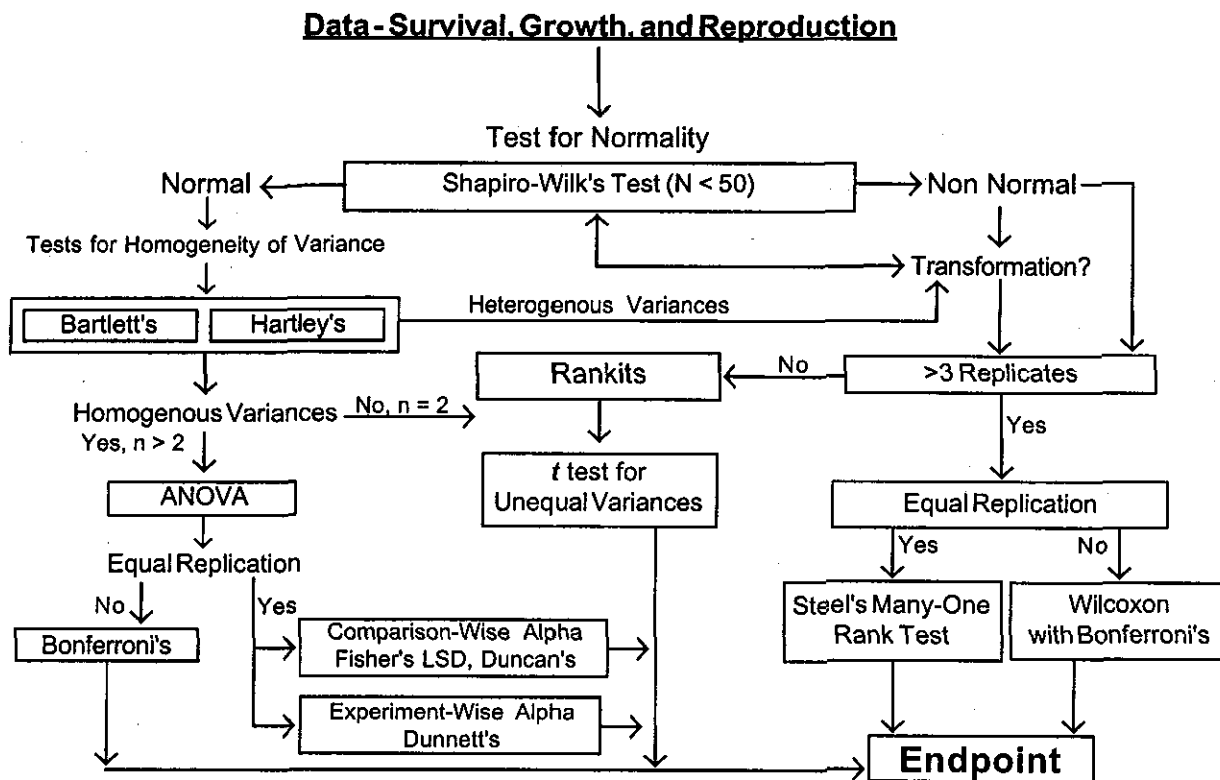 Data - Survival, Growth, and Reproduction
Test for Normality
Normal
Shapiro-Wilk's Test (N < 50)
Non Normal
Tests for Homogeneity of Variance
Transformation?
Heterogenous Variances
Bartlett's
Hartley's
Rankits
No
>3 Replicates
Homogenous Variances
No, n = 2
Yes, n > 2
Yes
t test for
Unequal Variances
ANOVA
Equal Replication
Equal Replication
Yes
No
No
Yes
Steel's Many-One
Rank Test
Wilcoxon
with Bonferroni's
Bonferroni's
Comparison-Wise Alpha
Fisher's LSD, Duncan's
Experiment-Wise Alpha
Dunnett's
Endpoint